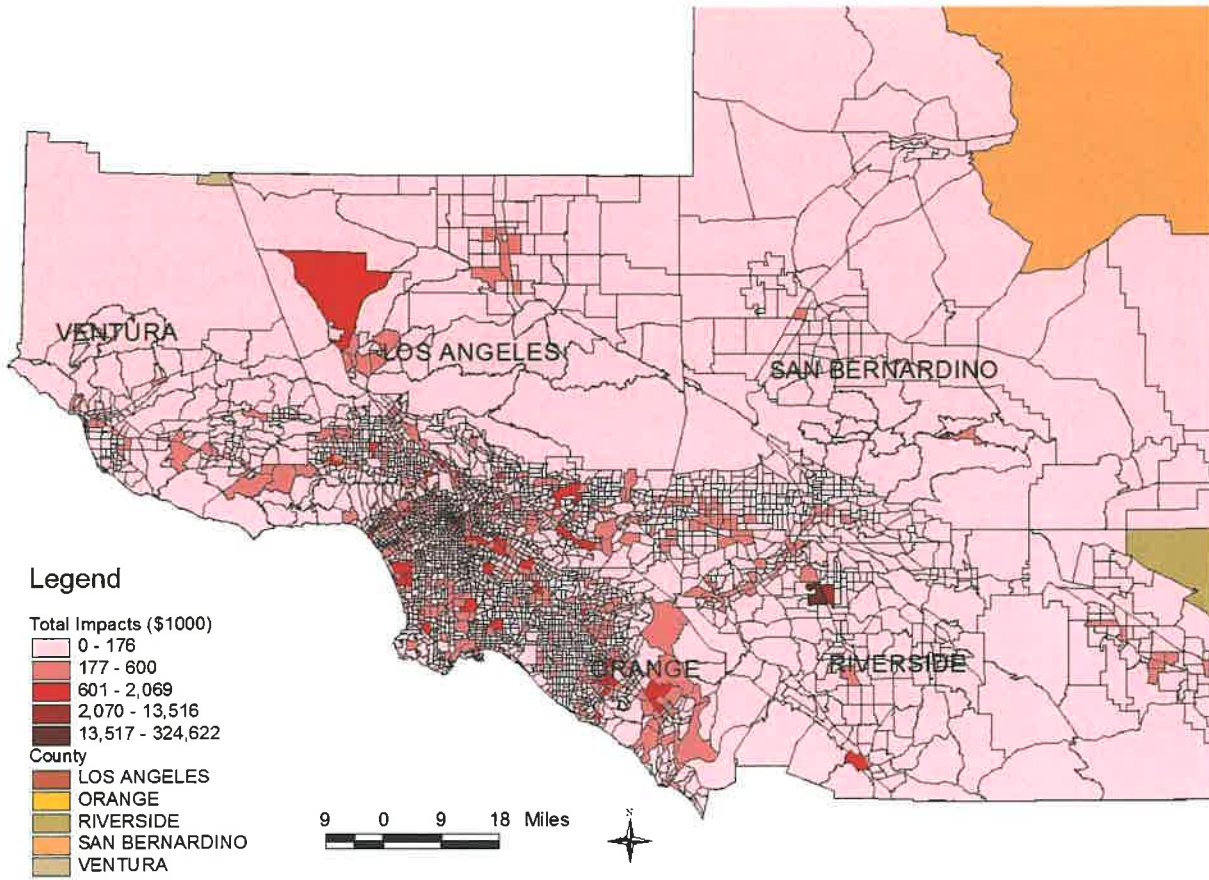 VENTURA
LOS ANGELES
SAN BERNARDINO
ORANGE
RIVERSIDE
Legend
Total Impacts ($1000)
0 - 176
177 - 600
601 - 2,069
2,070 - 13,516
13,517 - 324,622
County
LOS ANGELES
ORANGE
RIVERSIDE
SAN BERNARDINO
VENTURA
9 0 9 18 Miles
N